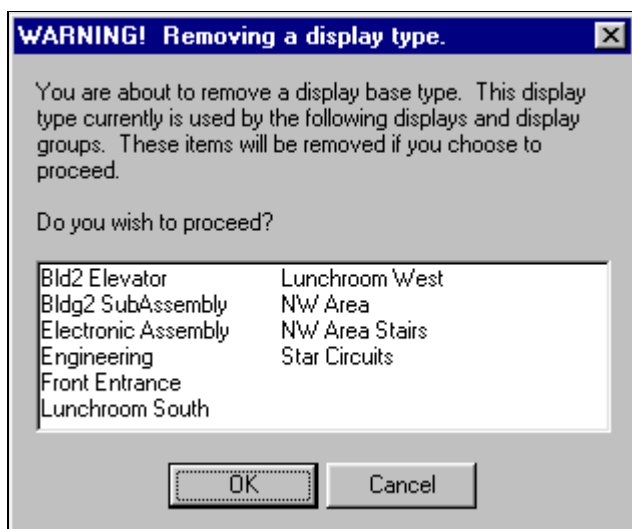 WARNING!  Removing a display type.
You are about to remove a display base type.  This display
type currently is used by the following displays and display
groups.  These items will be removed if you choose to
proceed.
Do you wish to proceed?
Bld2 Elevator
Bldg2 SubAssembly
Electronic Assembly
Engineering
Front Entrance
Lunchroom South
Lunchroom West
NW Area
NW Area Stairs
Star Circuits
OK
Cancel